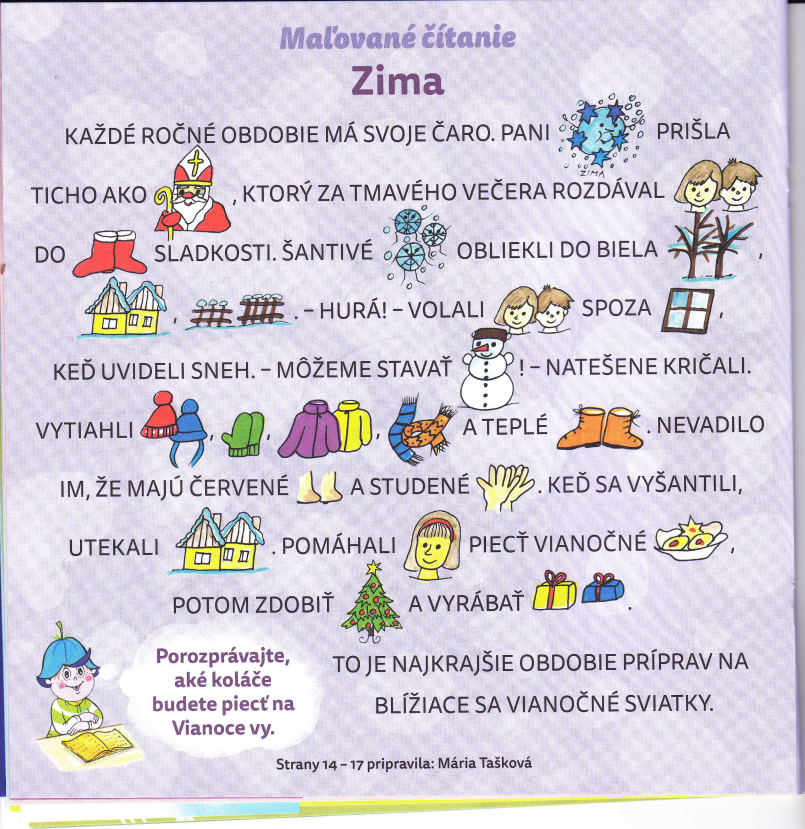 Maľované čítanie
Zima
KAŽDÉ ROČNÉ OBDOBIE MÁ SVOJE ČARO. PANI PRIŠLA
ZIMA
TICHO AKO , KTORÝ ZA TMAVÉHO VEČERA ROZDÁVAL
DO SLADKOSTI. ŠANTIVÉ OBLIEKLI DO BIELA ,
, . – HURÁ! – VOLALI SPOZA ,
KEĎ UVIDELI SNEH. – MÔŽEME STAVAŤ ! – NATEŠENE KRIČALI.
VYTIAHLI , , , A TEPLÉ . NEVADILO
IM, ŽE MAJÚ ČERVENÉ A STUDENÉ . KEĎ SA VYŠANTILI,
UTEKALI . POMÁHALI PIECŤ VIANOČNÉ ,
POTOM ZDOBIŤ A VYRÁBAŤ .
Porozprávajte,
aké koláče
budete piecť na
Vianoce vy.
TO JE NAJKRAJŠIE OBDOBIE PRÍPRAV NA
BLÍŽIACE SA VIANOČNÉ SVIATKY.
Strany 14 – 17 pripravila: Mária Tašková